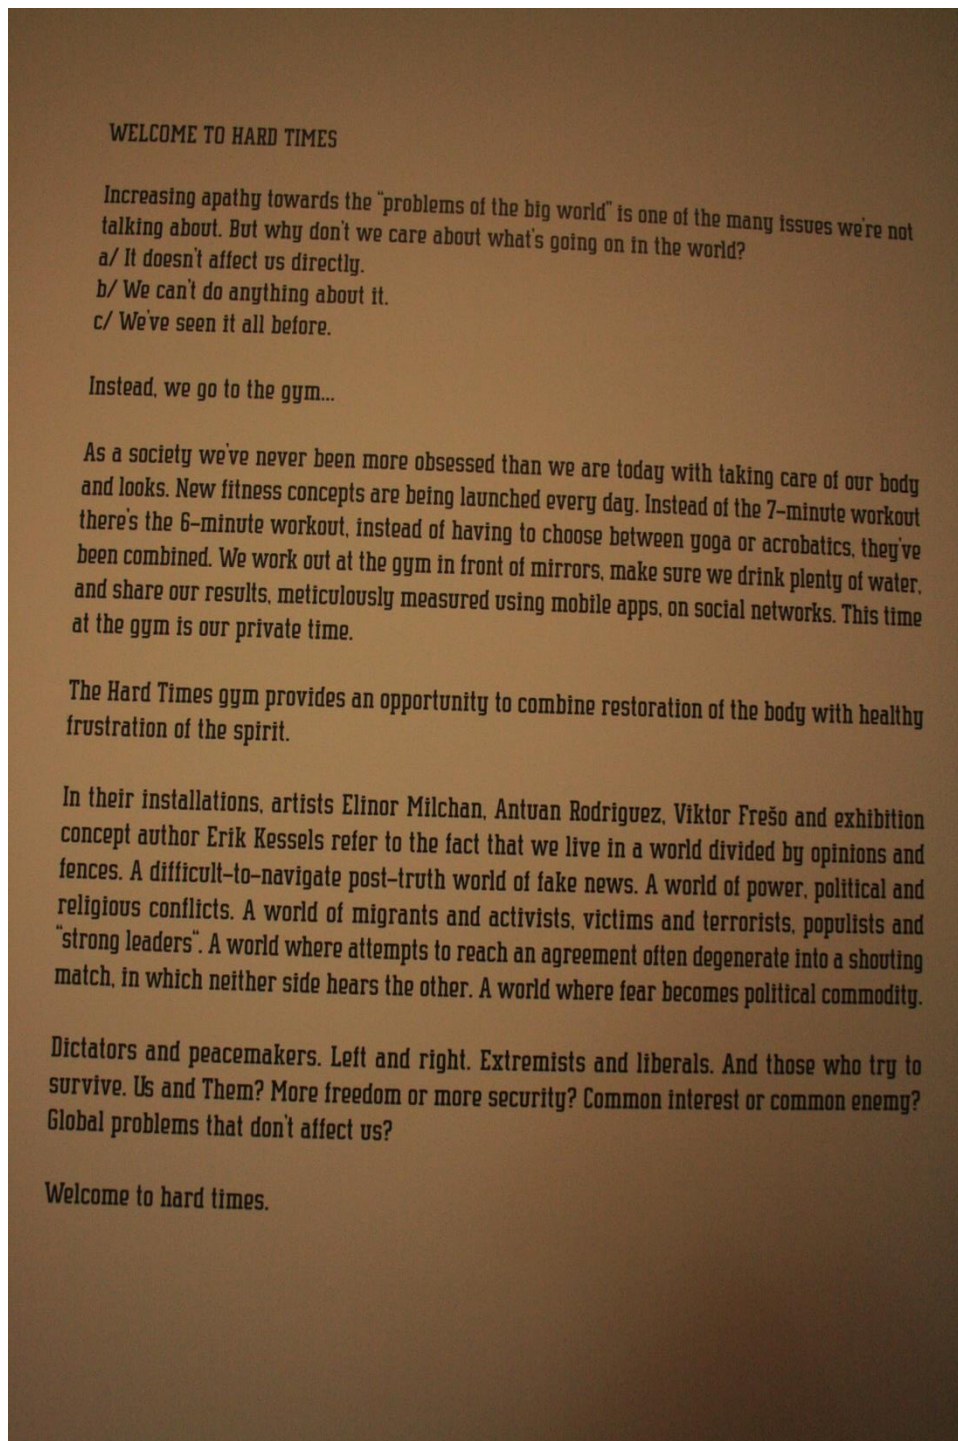 WELCOME TO HARD TIMES
Increasing apathy towards the "problems of the big world" is one of the many issues we're not
talking about. But why don't we care about what's going on in the world?
a/ It doesn't affect us directly.
b/ We can't do anything about it.
c/ We've seen it all before.
Instead, we go to the gym...
As a society we've never been more obsessed than we are today with taking care of our body
and looks. New fitness concepts are being launched every day. Instead of the 7-minute workout
there's the 6-minute workout, instead of having to choose between yoga or acrobatics, they've
been combined. We work out at the gym in front of mirrors, make sure we drink plenty of water,
and share our results, meticulously measured using mobile apps, on social networks. This time
at the gym is our private time.
The Hard Times gym provides an opportunity to combine restoration of the body with healthy
frustration of the spirit.
In their installations, artists Elinor Milchan, Antuan Rodriguez, Viktor Frešo and exhibition
concept author Erik Kessels refer to the fact that we live in a world divided by opinions and
fences. A difficult-to-navigate post-truth world of fake news. A world of power, political and
religious conflicts. A world of migrants and activists, victims and terrorists, populists and
"strong leaders". A world where attempts to reach an agreement often degenerate into a shouting
match, in which neither side hears the other. A world where fear becomes political commodity.
Dictators and peacemakers. Left and right. Extremists and liberals. And those who try to
survive. Us and Them? More freedom or more security? Common interest or common enemy?
Global problems that don't affect us?
Welcome to hard times.